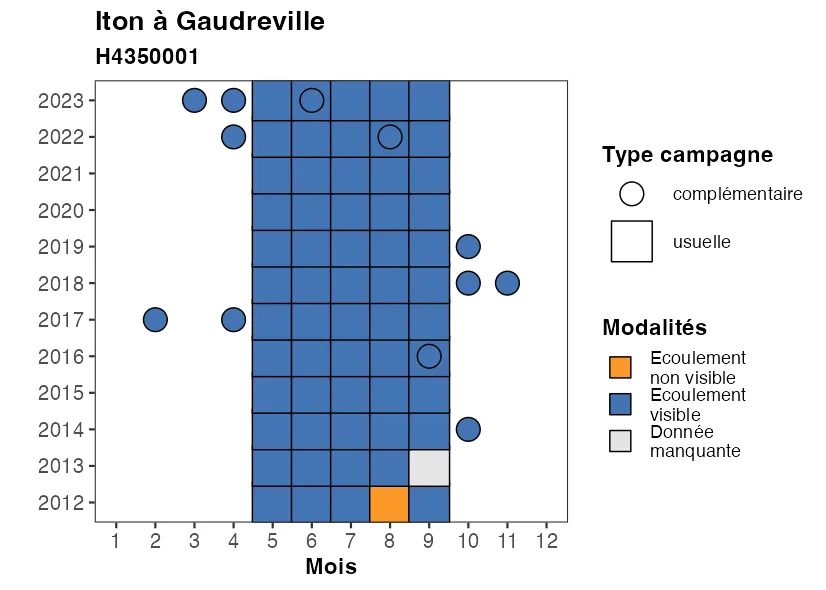 Iton à Gaudreville
H4350001
2023
2022
2021
2020
2019
2018
2017
2016
2015
2014
2013
2012
1 2 3 4 5 6 7 8 9 10 11 12
Mois
Type campagne
complémentaire
usuelle
Modalités
Ecoulement
non visible
Ecoulement
visible
Donnée
manquante